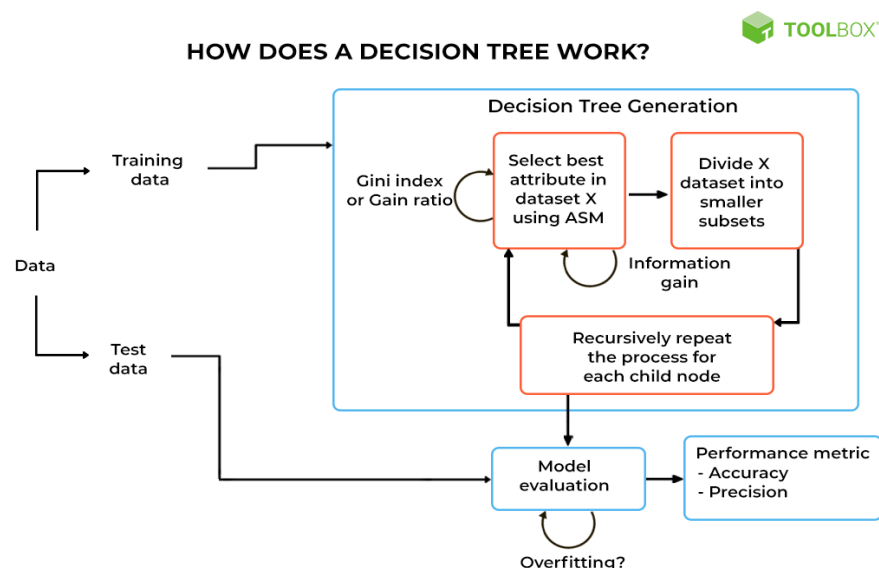 TOOLBOX
HOW DOES A DECISION TREE WORK?
Decision Tree Generation
Training
data
Gini index
or Gain ratio
Select best
attribute in
dataset X
using ASM
Divide X
dataset into
smaller
subsets
Data
Information
gain
Test
data
Recursively repeat
the process for
each child node
Model
evaluation
Performance metric
- Accuracy
- Precision
Overfitting?